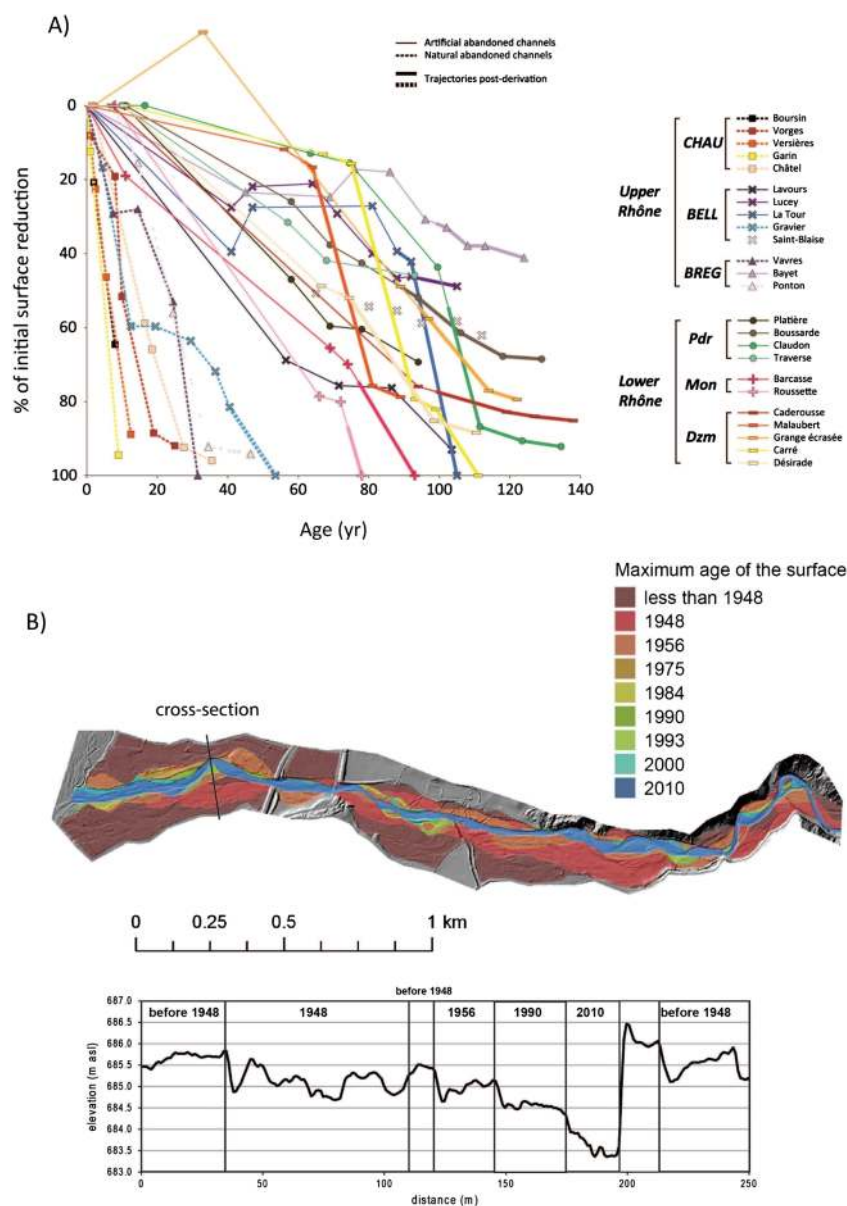 A)
Artificial abandoned channels
Natural abandoned channels
Trajectories post-derivation
% of initial surface reduction
0
20
40
60
80
100
0 20 40 60 80 100 120 140
Age (yr)
Upper Rhône
CHAU
Boursin
Vorges
Versières
Garin
Châtel
BELL
Lavours
Lucey
La Tour
Gravier
Saint-Blaise
BREG
Vavres
Bayet
Ponton
Lower Rhône
Pdr
Platière
Boussarde
Claudon
Traverse
Mon
Barcasse
Roussette
Dzm
Caderousse
Malaubert
Grange écrasée
Carré
Désirade
B)
Maximum age of the surface
less than 1948
1948
1956
1975
1984
1990
1993
2000
2010
cross-section
0 0.25 0.5 1 km
before 1948
before 1948 1948 1956 1990 2010 before 1948
elevation (m asl)
687.0
686.5
686.0
685.5
685.0
684.5
684.0
683.5
683.0
0 50 100 150 200 250
distance (m)